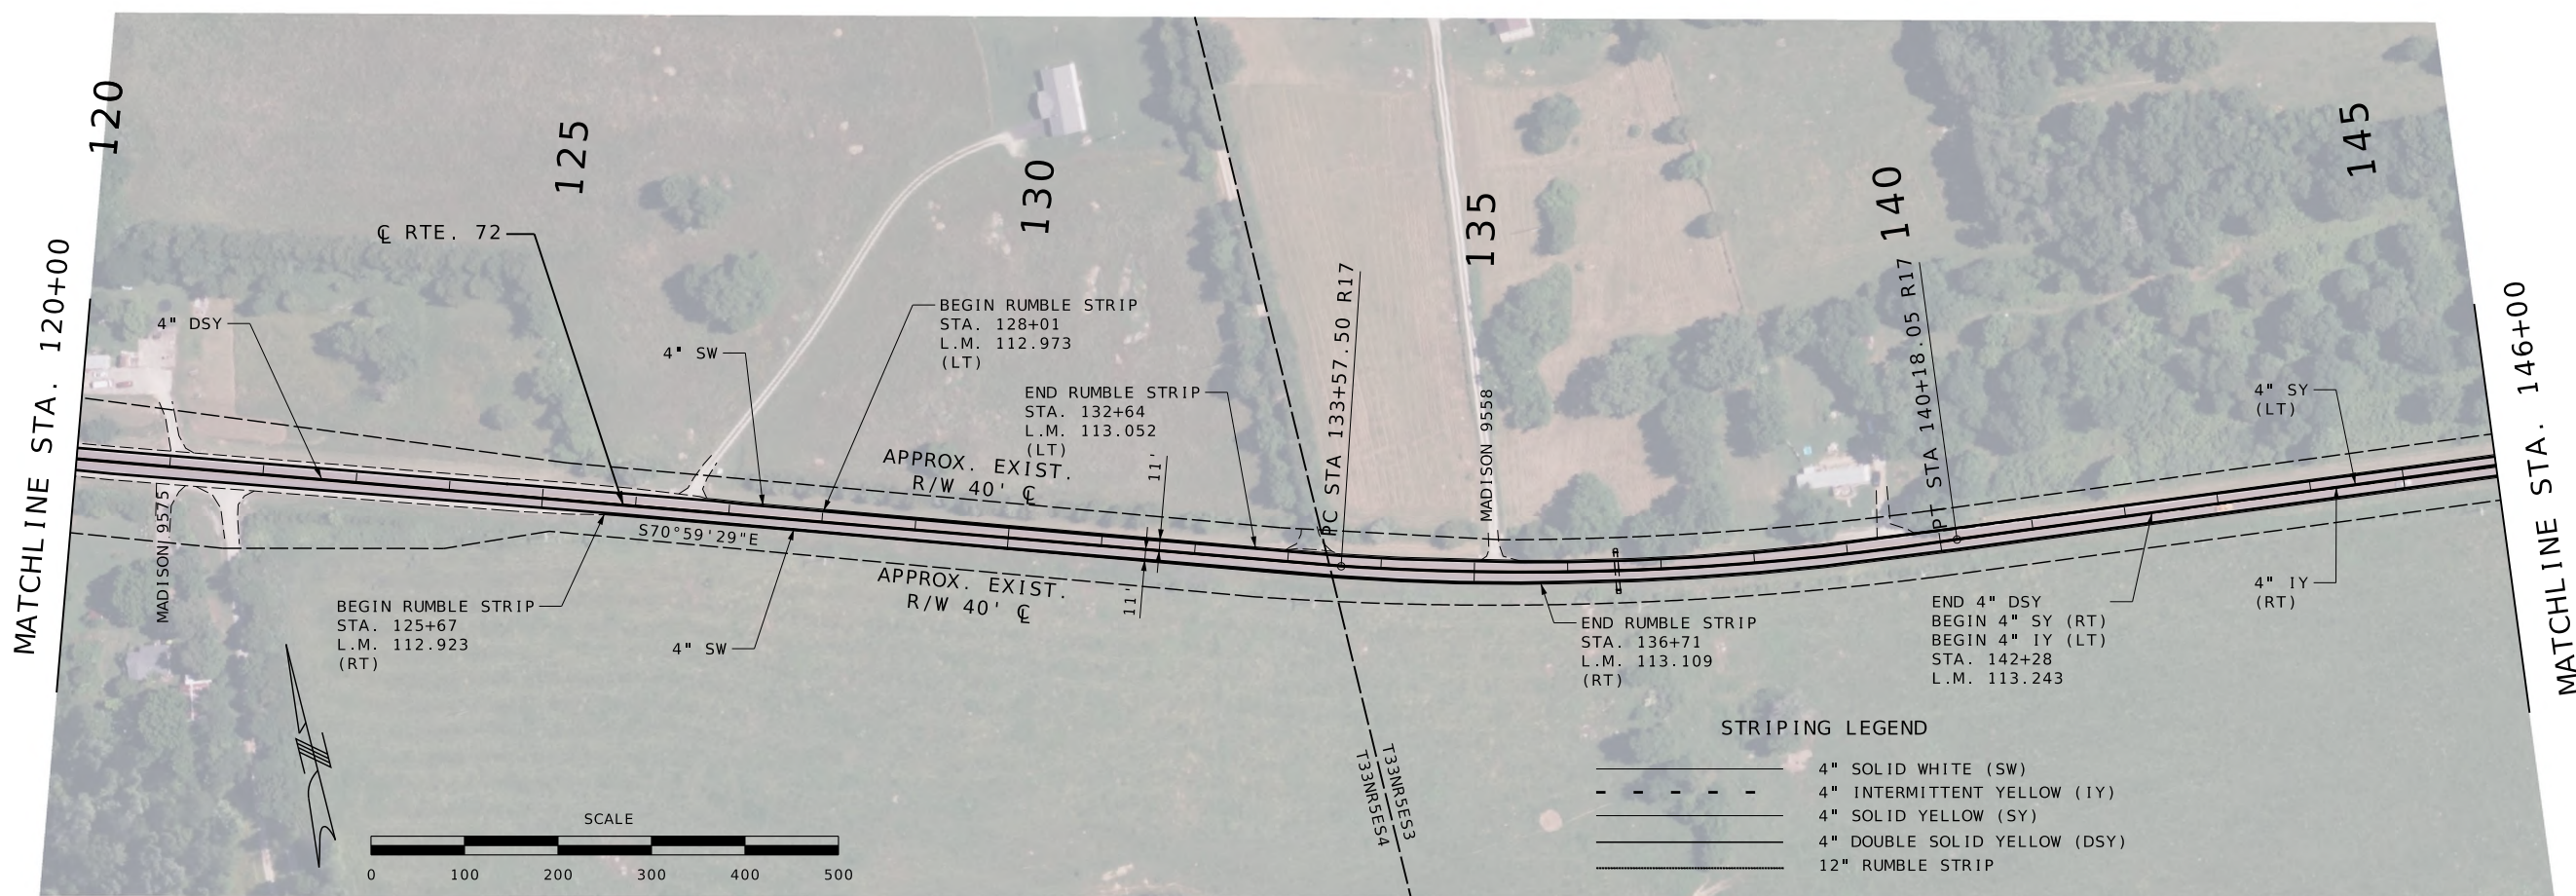 120
125
130
135
140
145
MATCHLINE STA. 120+00
MATCHLINE STA. 146+00
℄ RTE. 72
4" DSY
4" SW
BEGIN RUMBLE STRIP
STA. 128+01
L.M. 112.973
(LT)
END RUMBLE STRIP
STA. 132+64
L.M. 113.052
(LT)
PC STA 133+57.50 R17
MADISON 9558
PT STA 140+18.05 R17
4" SY
(LT)
APPROX. EXIST.
R/W 40' ℄
11'
MADISON 9575
S70°59'29"E
APPROX. EXIST.
R/W 40' ℄
11'
BEGIN RUMBLE STRIP
STA. 125+67
L.M. 112.923
(RT)
4" SW
END RUMBLE STRIP
STA. 136+71
L.M. 113.109
(RT)
END 4" DSY
BEGIN 4" SY (RT)
BEGIN 4" IY (LT)
STA. 142+28
L.M. 113.243
4" IY
(RT)
T33NR5ES3
T33NR5ES4
SCALE
0 100 200 300 400 500
STRIPING LEGEND
4" SOLID WHITE (SW)
4" INTERMITTENT YELLOW (IY)
4" SOLID YELLOW (SY)
4" DOUBLE SOLID YELLOW (DSY)
12" RUMBLE STRIP